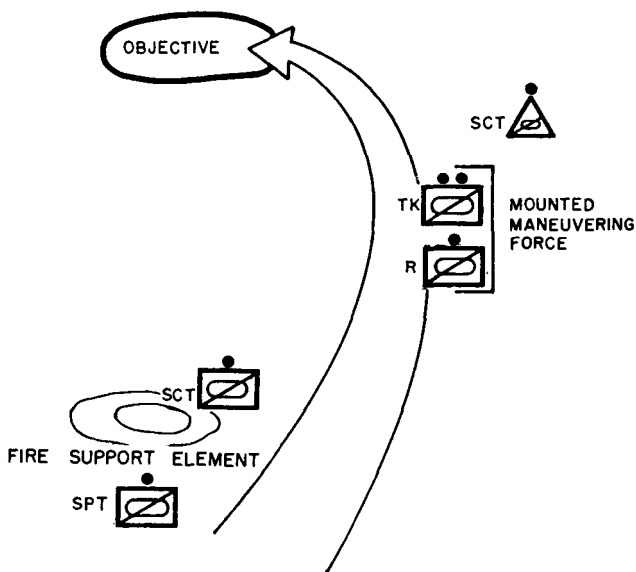 OBJECTIVE
SCT
TK
MOUNTED
MANEUVERING
FORCE
R
SCT
FIRE SUPPORT ELEMENT
SPT